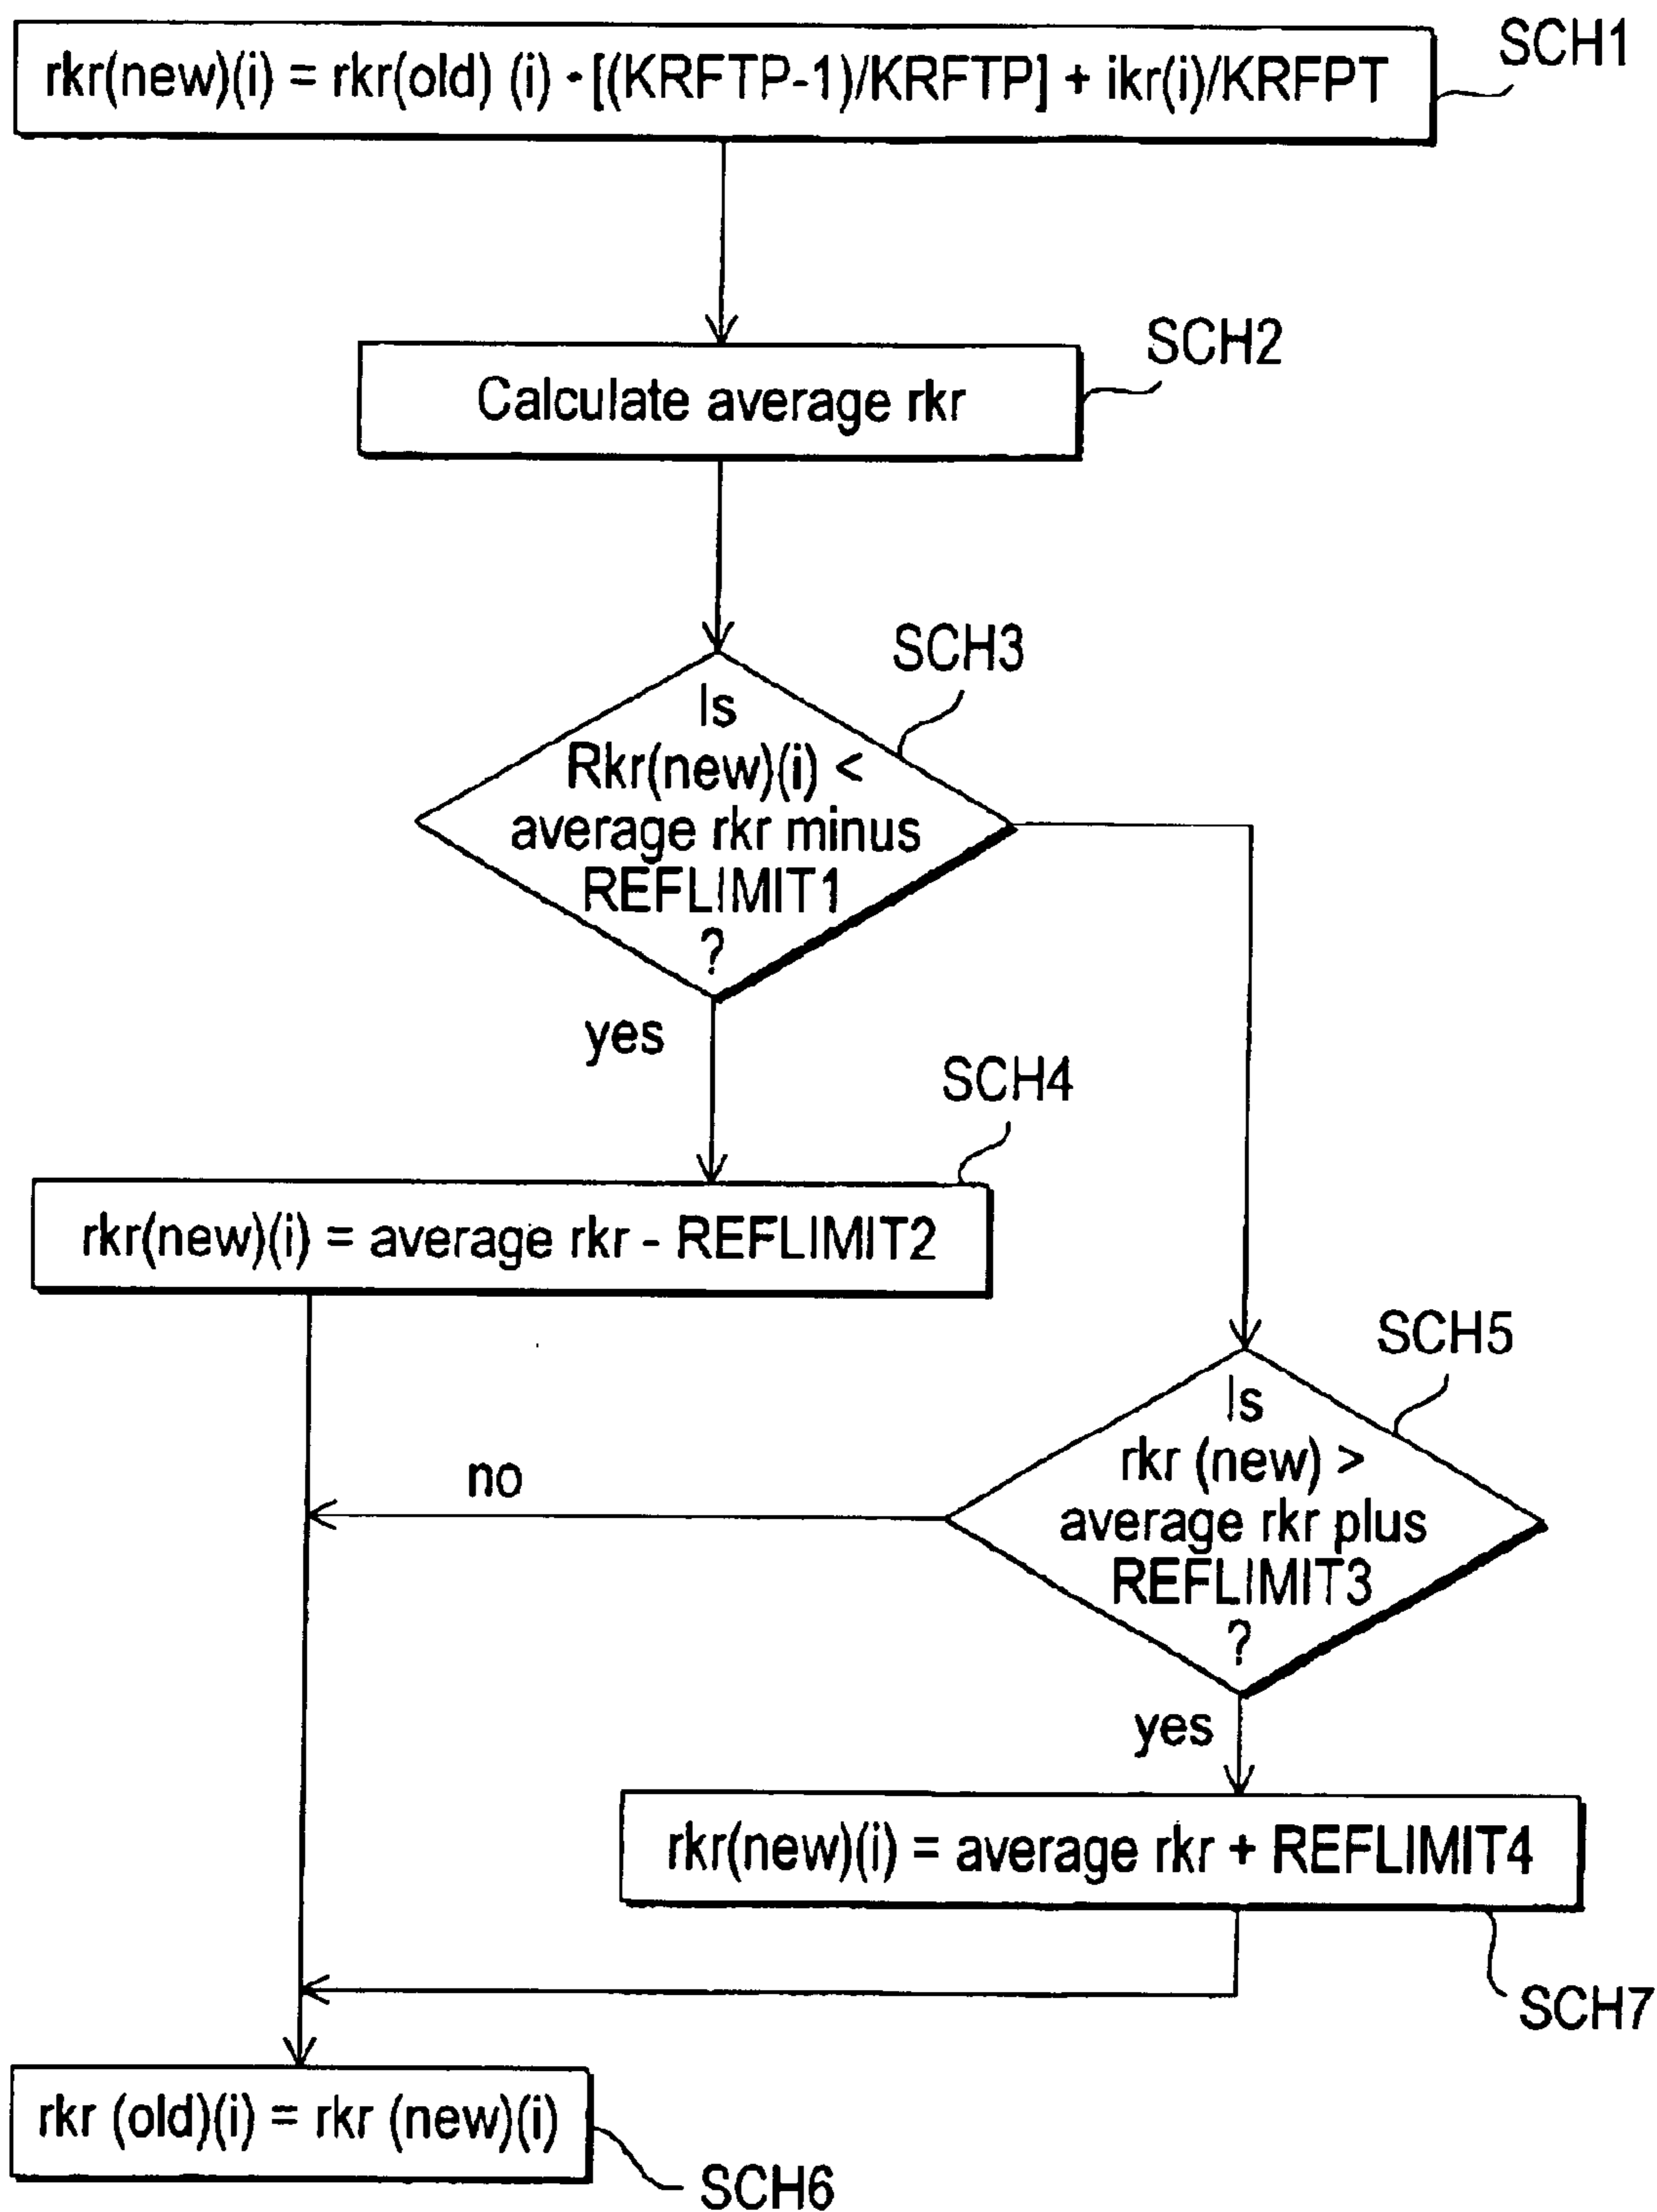 SCH1
rkr(new)(i) = rkr(old) (i) - [(KRFTP-1)/KRFTP] + ikr(i)/KRFPT
SCH2
Calculate average rkr
SCH3
Is
Rkr(new)(i) <
average rkr minus
REFLIMIT1
?
yes
SCH4
rkr(new)(i) = average rkr - REFLIMIT2
SCH5
Is
rkr (new) >
average rkr plus
REFLIMIT3
?
no
yes
rkr(new)(i) = average rkr + REFLIMIT4
SCH7
rkr (old)(i) = rkr (new)(i)
SCH6